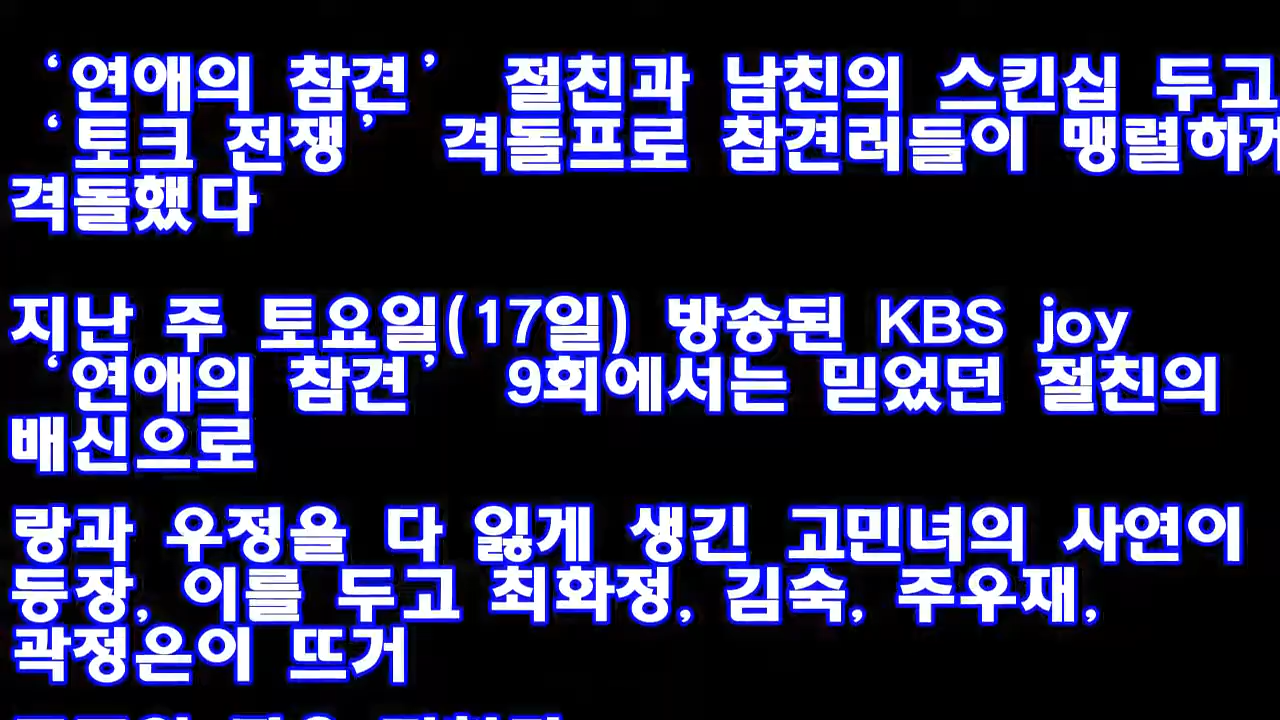 ‘연애의 참견’ 절친과 남친의 스킨십 두고
‘토크 전쟁’ 격돌프로 참견러들이 맹렬하게
격돌했다
지난 주 토요일(17일) 방송된 KBS joy
‘연애의 참견’ 9회에서는 믿었던 절친의
배신으로
랑과 우정을 다 잃게 생긴 고민녀의 사연이
등장, 이를 두고 최화정, 김숙, 주우재,
곽정은이 뜨거